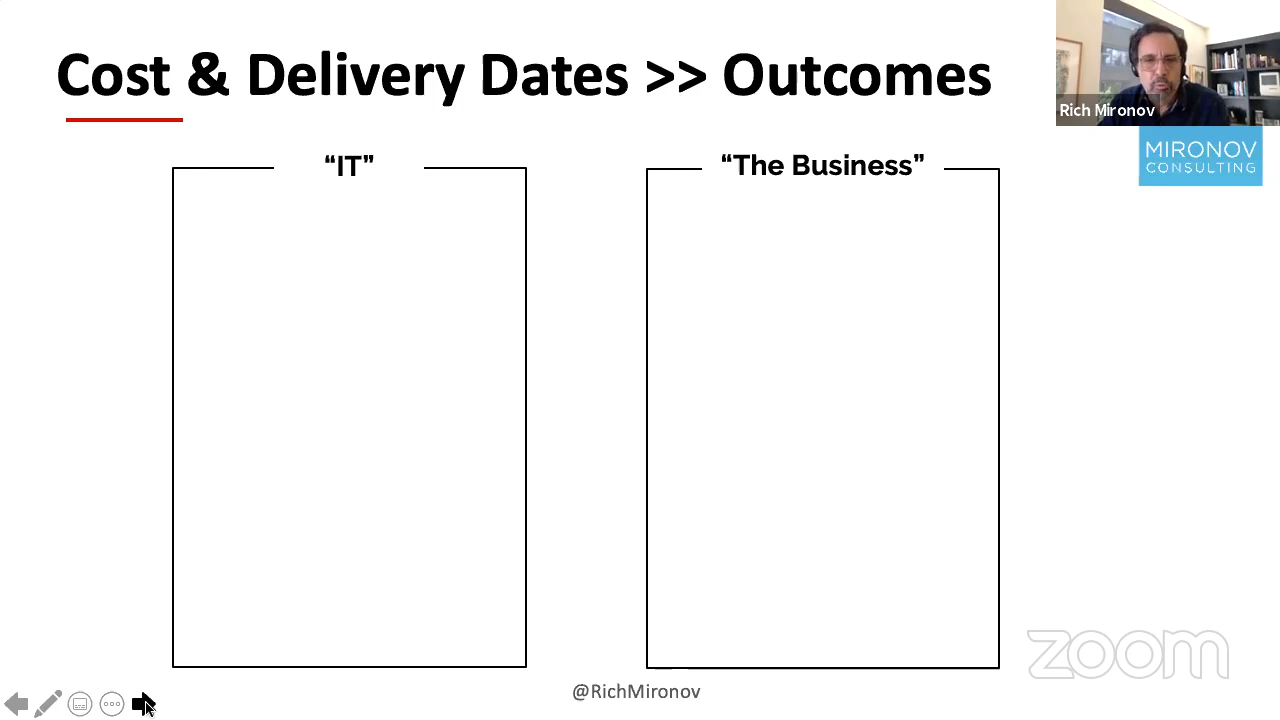 Cost & Delivery Dates >> Outcomes
Rich Mironov
MIRONOV
CONSULTING
“IT”
“The Business”
zoom
@RichMironov